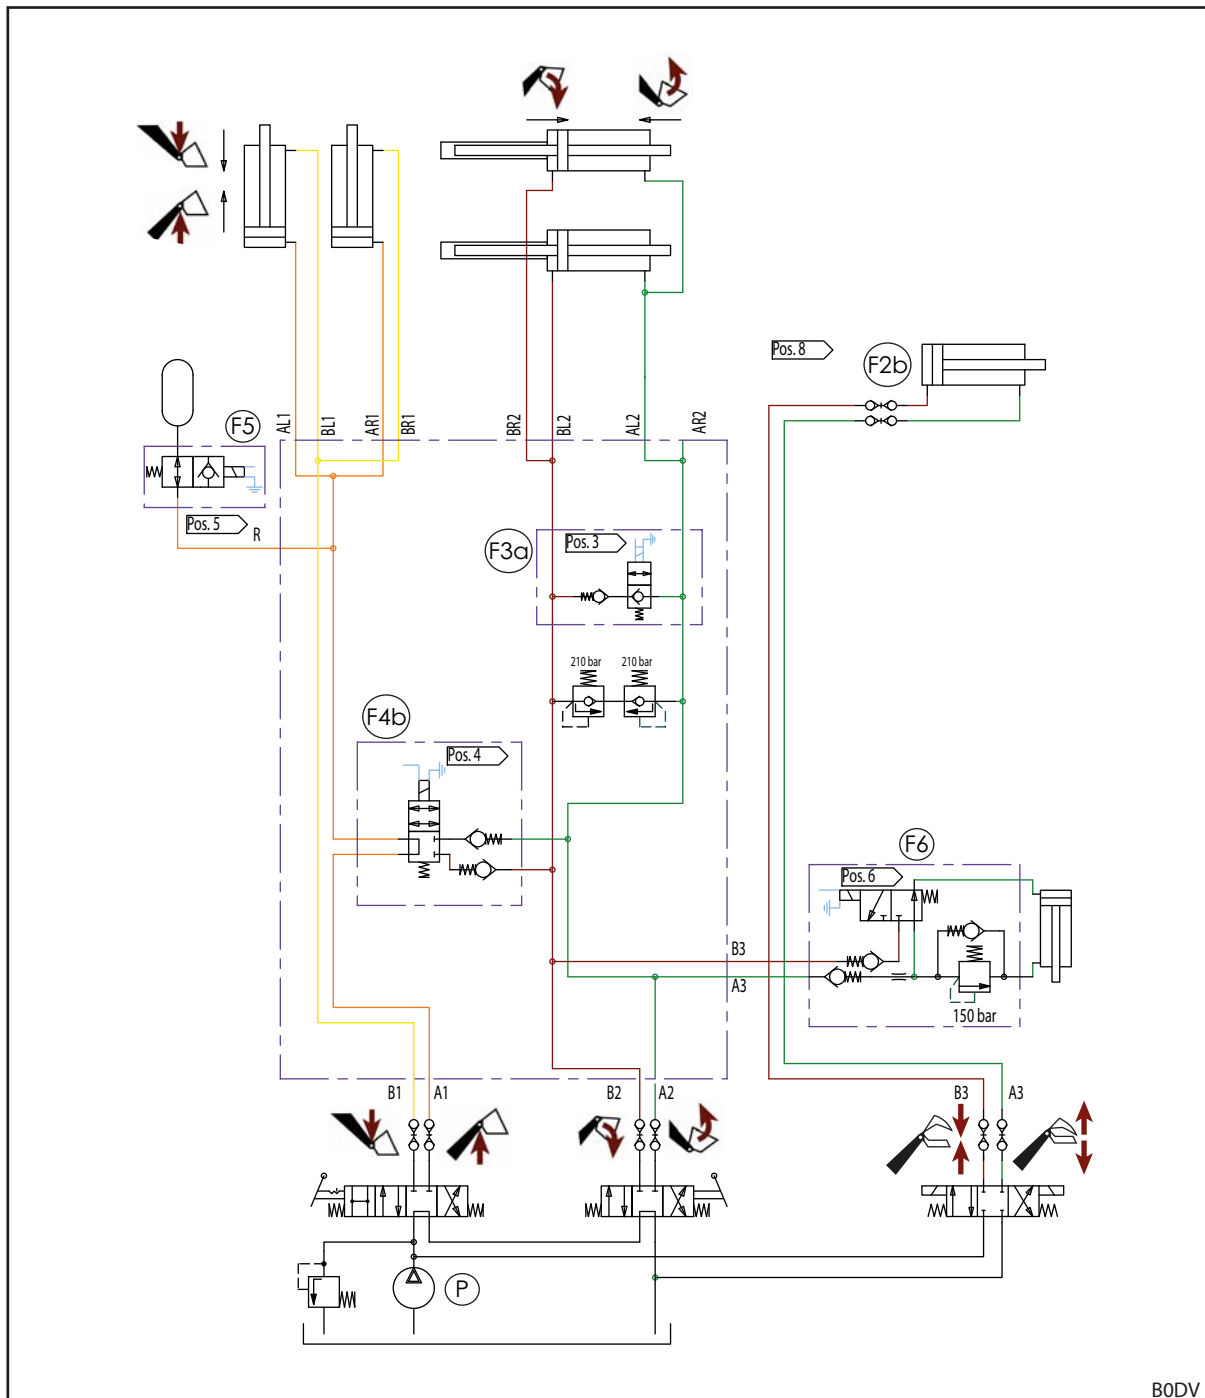 Pos. 8
F2b
F5
AL1
BL1
AR1
BR1
BR2
BL2
AL2
AR2
Pos. 5
R
F3a
Pos. 3
210 bar
210 bar
F4b
Pos. 4
F6
Pos. 6
B3
A3
150 bar
B1
A1
B2
A2
B3
A3
P
B0DV